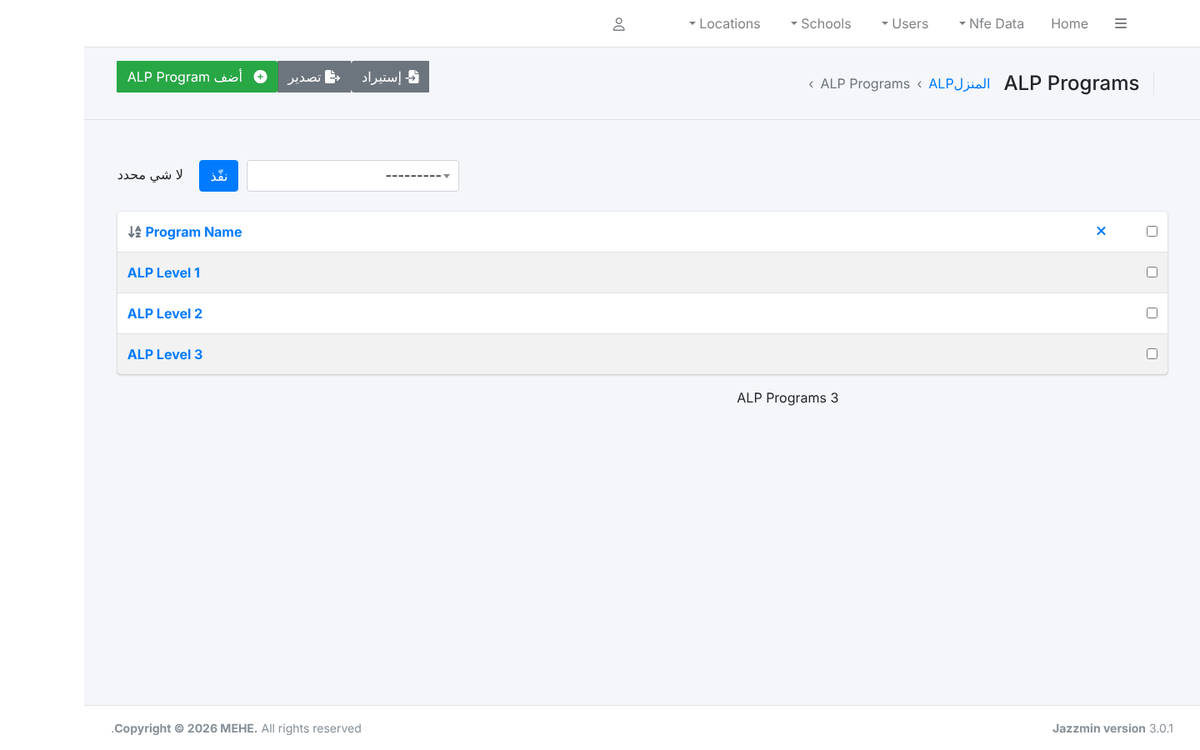 Home Nfe Data Users Schools Locations
ALP Programs
المنزل ALP › ALP Programs ›
إستيراد تصدير أضف ALP Program
--------- نفّذ لا شي محدد
Program Name
ALP Level 1
ALP Level 2
ALP Level 3
3 ALP Programs
Jazzmin version 3.0.1
Copyright © 2026 MEHE. All rights reserved.